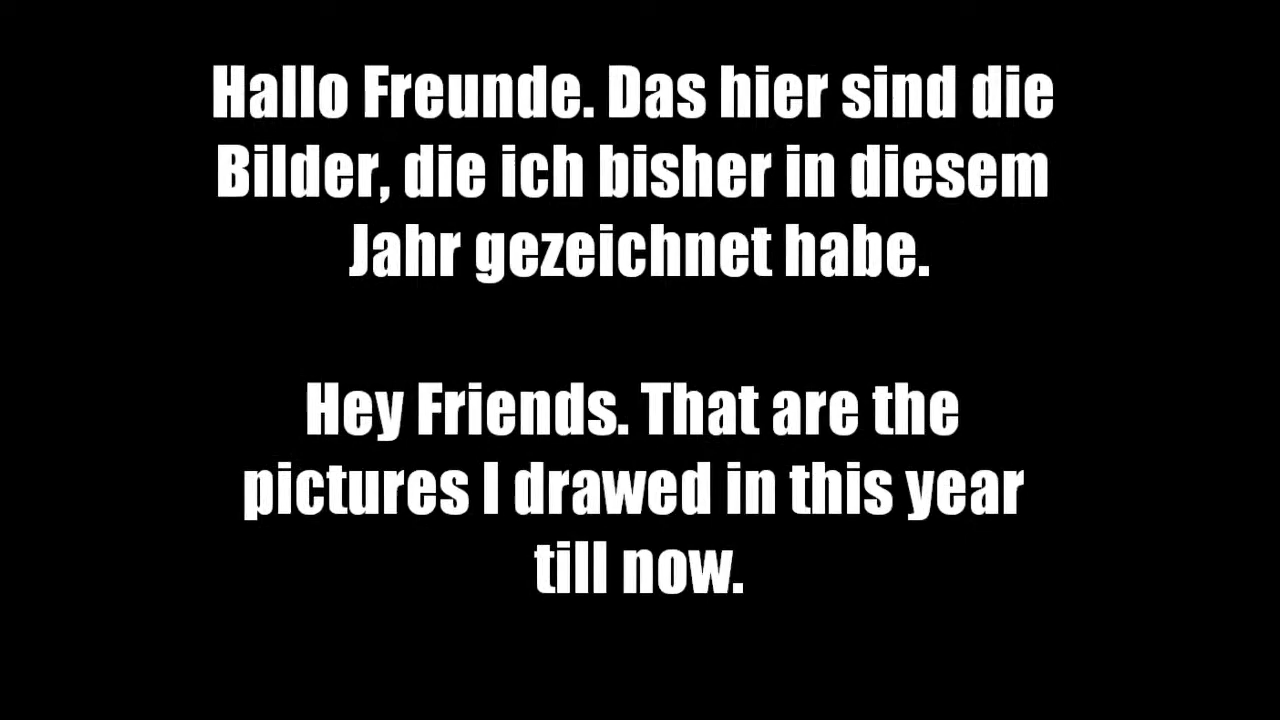 Hallo Freunde. Das hier sind die
Bilder, die ich bisher in diesem
Jahr gezeichnet habe.
Hey Friends. That are the
pictures I drawed in this year
till now.